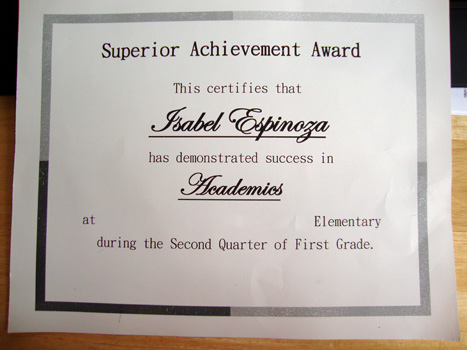 Superior Achievement Award
This certifies that
Isabel Espinoza
has demonstrated success in
Academics
at Elementary
during the Second Quarter of First Grade.